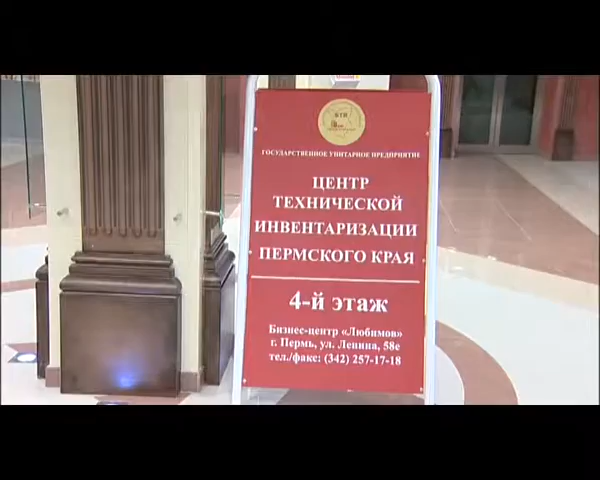 БТИ
ГОСУДАРСТВЕННОЕ УНИТАРНОЕ ПРЕДПРИЯТИЕ
ЦЕНТР
ТЕХНИЧЕСКОЙ
ИНВЕНТАРИЗАЦИИ
ПЕРМСКОГО КРАЯ
4-й этаж
Бизнес-центр «Любимов»
г. Пермь, ул. Ленина, 58е
тел./факс: (342) 257-17-18